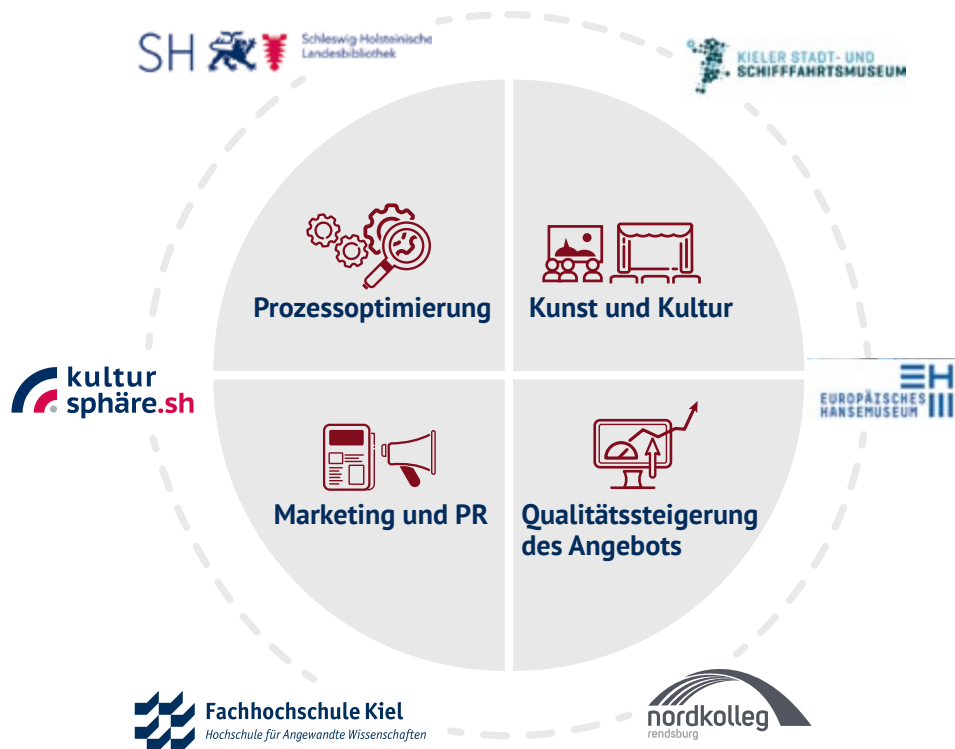 SH
Schleswig-Holsteinische
Landesbibliothek
KIELER STADT- UND
SCHIFFFAHRTSMUSEUM
Prozessoptimierung
Kunst und Kultur
kultur
sphäre.sh
EUROPÄISCHES
HANSEMUSEUM
Marketing und PR
Qualitätssteigerung
des Angebots
Fachhochschule Kiel
Hochschule für Angewandte Wissenschaften
nordkolleg
rendsburg